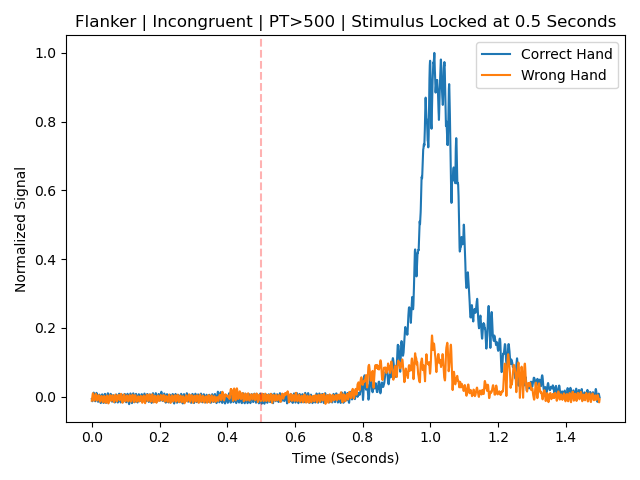 Flanker | Incongruent | PT>500 | Stimulus Locked at 0.5 Seconds
Correct Hand
Wrong Hand
Normalized Signal
1.0
0.8
0.6
0.4
0.2
0.0
0.0 0.2 0.4 0.6 0.8 1.0 1.2 1.4
Time (Seconds)